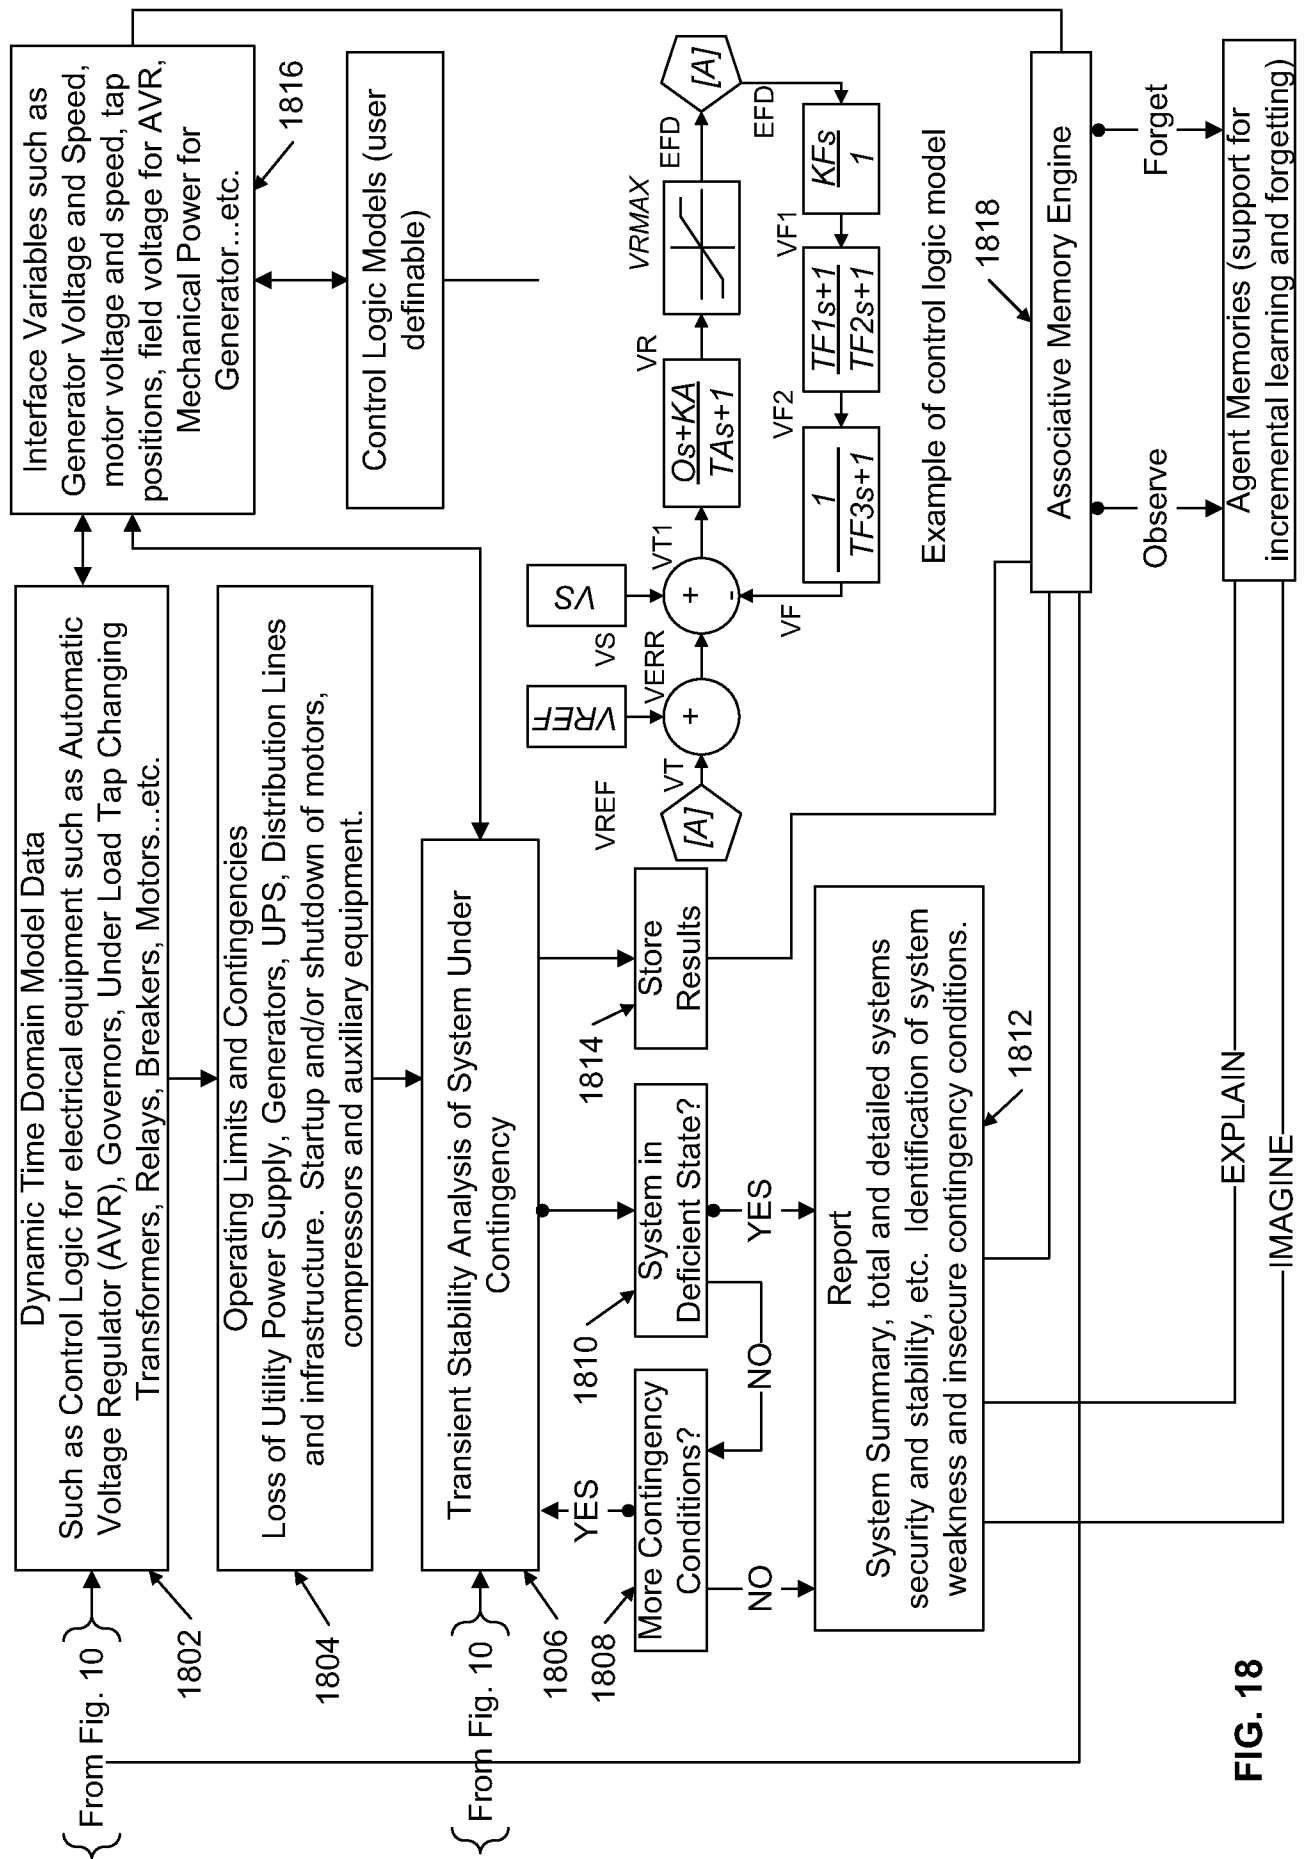 {From Fig. 10}
1802
Dynamic Time Domain Model Data
Such as Control Logic for electrical equipment such as Automatic
Voltage Regulator (AVR), Governors, Under Load Tap Changing
Transformers, Relays, Breakers, Motors...etc.
Interface Variables such as
Generator Voltage and Speed,
motor voltage and speed, tap
positions, field voltage for AVR,
Mechanical Power for
Generator...etc.
1816
1804
Operating Limits and Contingencies
Loss of Utility Power Supply, Generators, UPS, Distribution Lines
and infrastructure. Startup and/or shutdown of motors,
compressors and auxiliary equipment.
Control Logic Models (user
definable)
{From Fig. 10}
1806
Transient Stability Analysis of System Under
Contingency
YES
1808
More Contingency
Conditions?
NO
NO
1810
System in
Deficient State?
YES
1814
Store
Results
VREF
VREF
VS
VS
[A]
VT
+
VERR
+
-
VT1
Os+KA
TAs+1
VR
VRMAX
EFD
[A]
EFD
KFs
1
VF1
TF1s+1
TF2s+1
VF2
1
TF3s+1
VF
Example of control logic model
Report
System Summary, total and detailed systems
security and stability, etc. Identification of system
weakness and insecure contingency conditions.
1812
1818
Associative Memory Engine
Observe
Forget
Agent Memories (support for
incremental learning and forgetting)
EXPLAIN
IMAGINE
FIG. 18